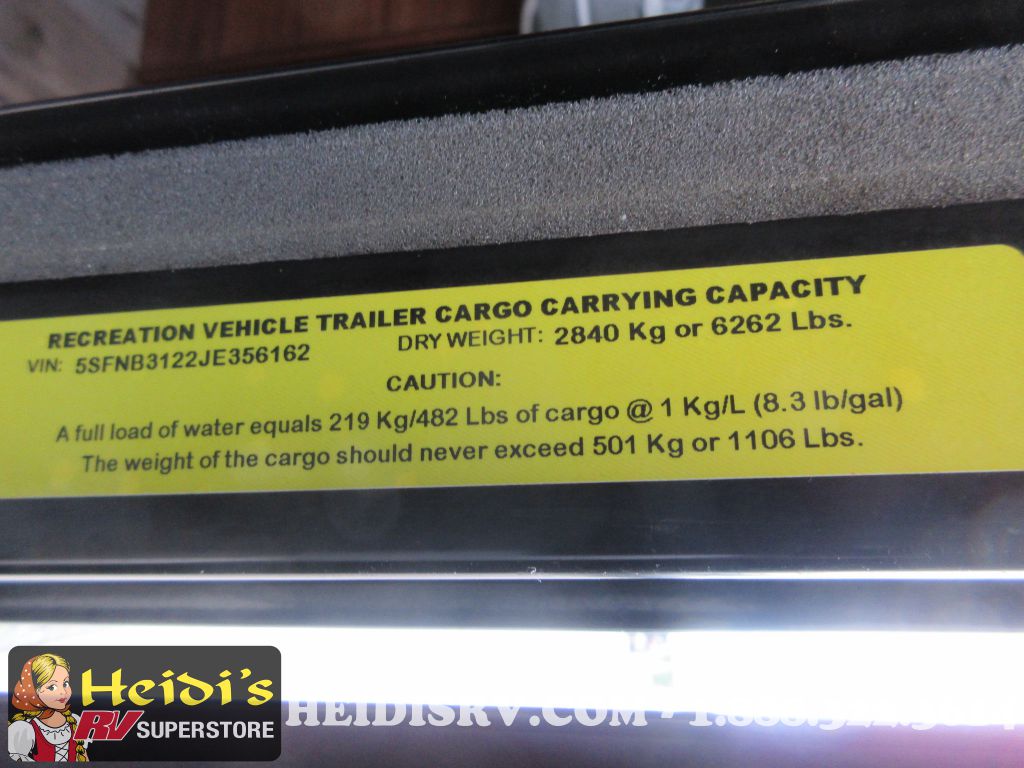 RECREATION VEHICLE TRAILER CARGO CARRYING CAPACITY
VIN: 5SFNB3122JE356162 DRY WEIGHT: 2840 Kg or 6262 Lbs.
CAUTION:
A full load of water equals 219 Kg/482 Lbs of cargo @ 1 Kg/L (8.3 lb/gal)
The weight of the cargo should never exceed 501 Kg or 1106 Lbs.
Heidi's
RV SUPERSTORE
HEIDISRV.COM -